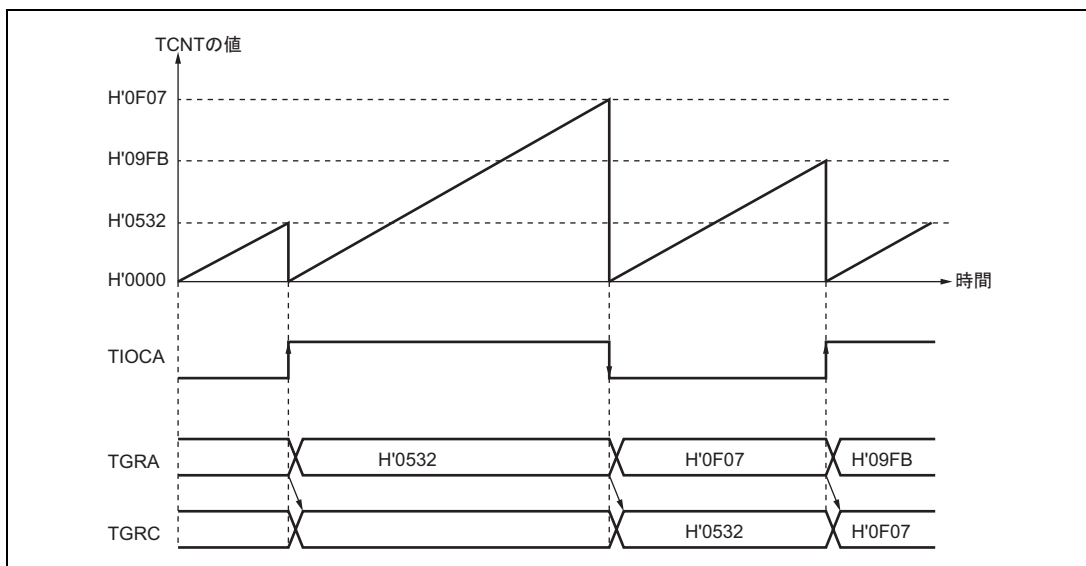 TCNTの値
H'0F07
H'09FB
H'0532
H'0000
時間
TIOCA
TGRA
H'0532
H'0F07
H'09FB
TGRC
H'0532
H'0F07